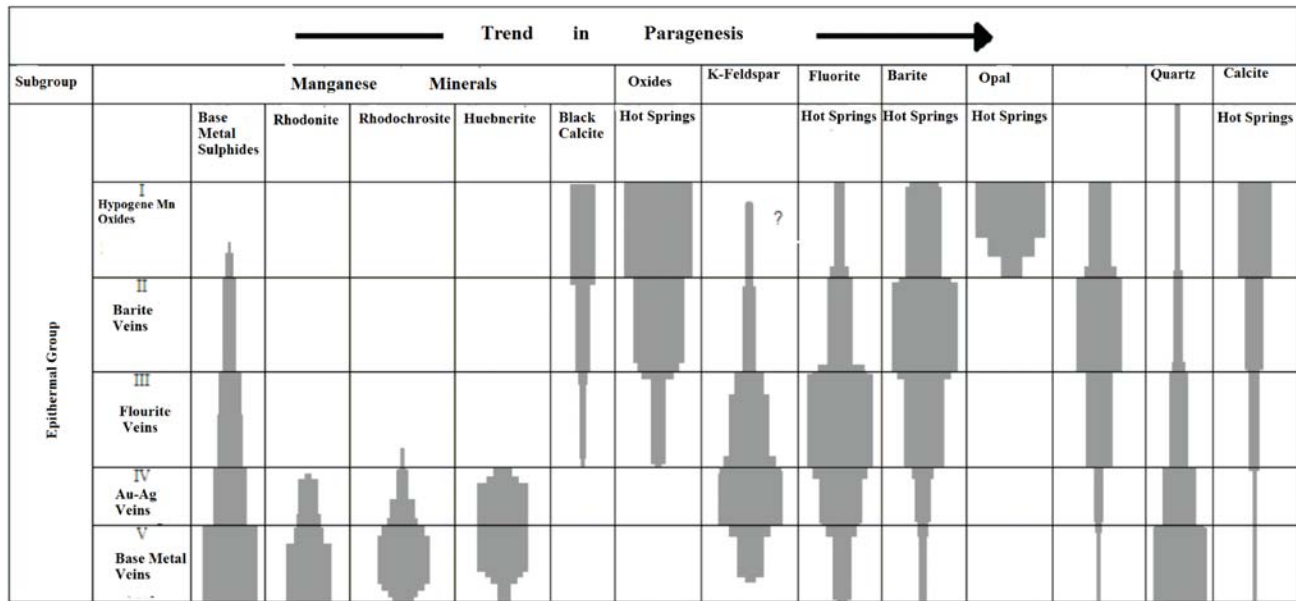 Trend in Paragenesis
Subgroup
Manganese Minerals
Oxides
K-Feldspar
Fluorite
Barite
Opal
Quartz
Calcite
Base
Metal
Sulphides
Rhodonite
Rhodochrosite
Huebnerite
Black
Calcite
Hot Springs
Hot Springs
Hot Springs
Hot Springs
Hot Springs
Epithermal Group
I
Hypogene Mn
Oxides
?
II
Barite
Veins
III
Flourite
Veins
IV
Au-Ag
Veins
V
Base Metal
Veins